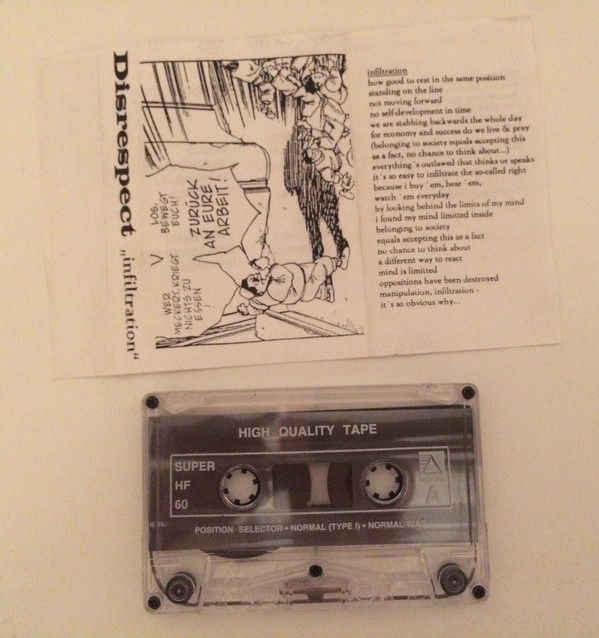 Disrespect „infiltration“
LOS,
BEWEGT
EUCH!
ZURÜCK
AN EURE
ARBEIT!
WER
MECKERT, KRIEGT
NICHTS ZU
ESSEN
!
infiltration
how good to rest in the same position
standing on the line
not moving forward
no self-development in time
we are stabbing backwards the whole day
for economy and success do we live & pray
(belonging to society equals accepting this
as a fact, no chance to think about...)
everything´s outlawed that thinks or speaks
it´s so easy to infiltrate the so-called right
because i buy ´em, hear ´em,
watch ´em everyday
by looking behind the limits of my mind
i found my mind limitted inside
belonging to society
equals accepting this as a fact
no chance to think about
a different way to react
mind is limitted
oppositions have been destroyed
manipulation, infiltration -
it´s so obvious why...
HIGH QUALITY TAPE
SUPER
HF
60
A
POSITION SELECTOR • NORMAL (TYPE I) • NORMAL BIAS